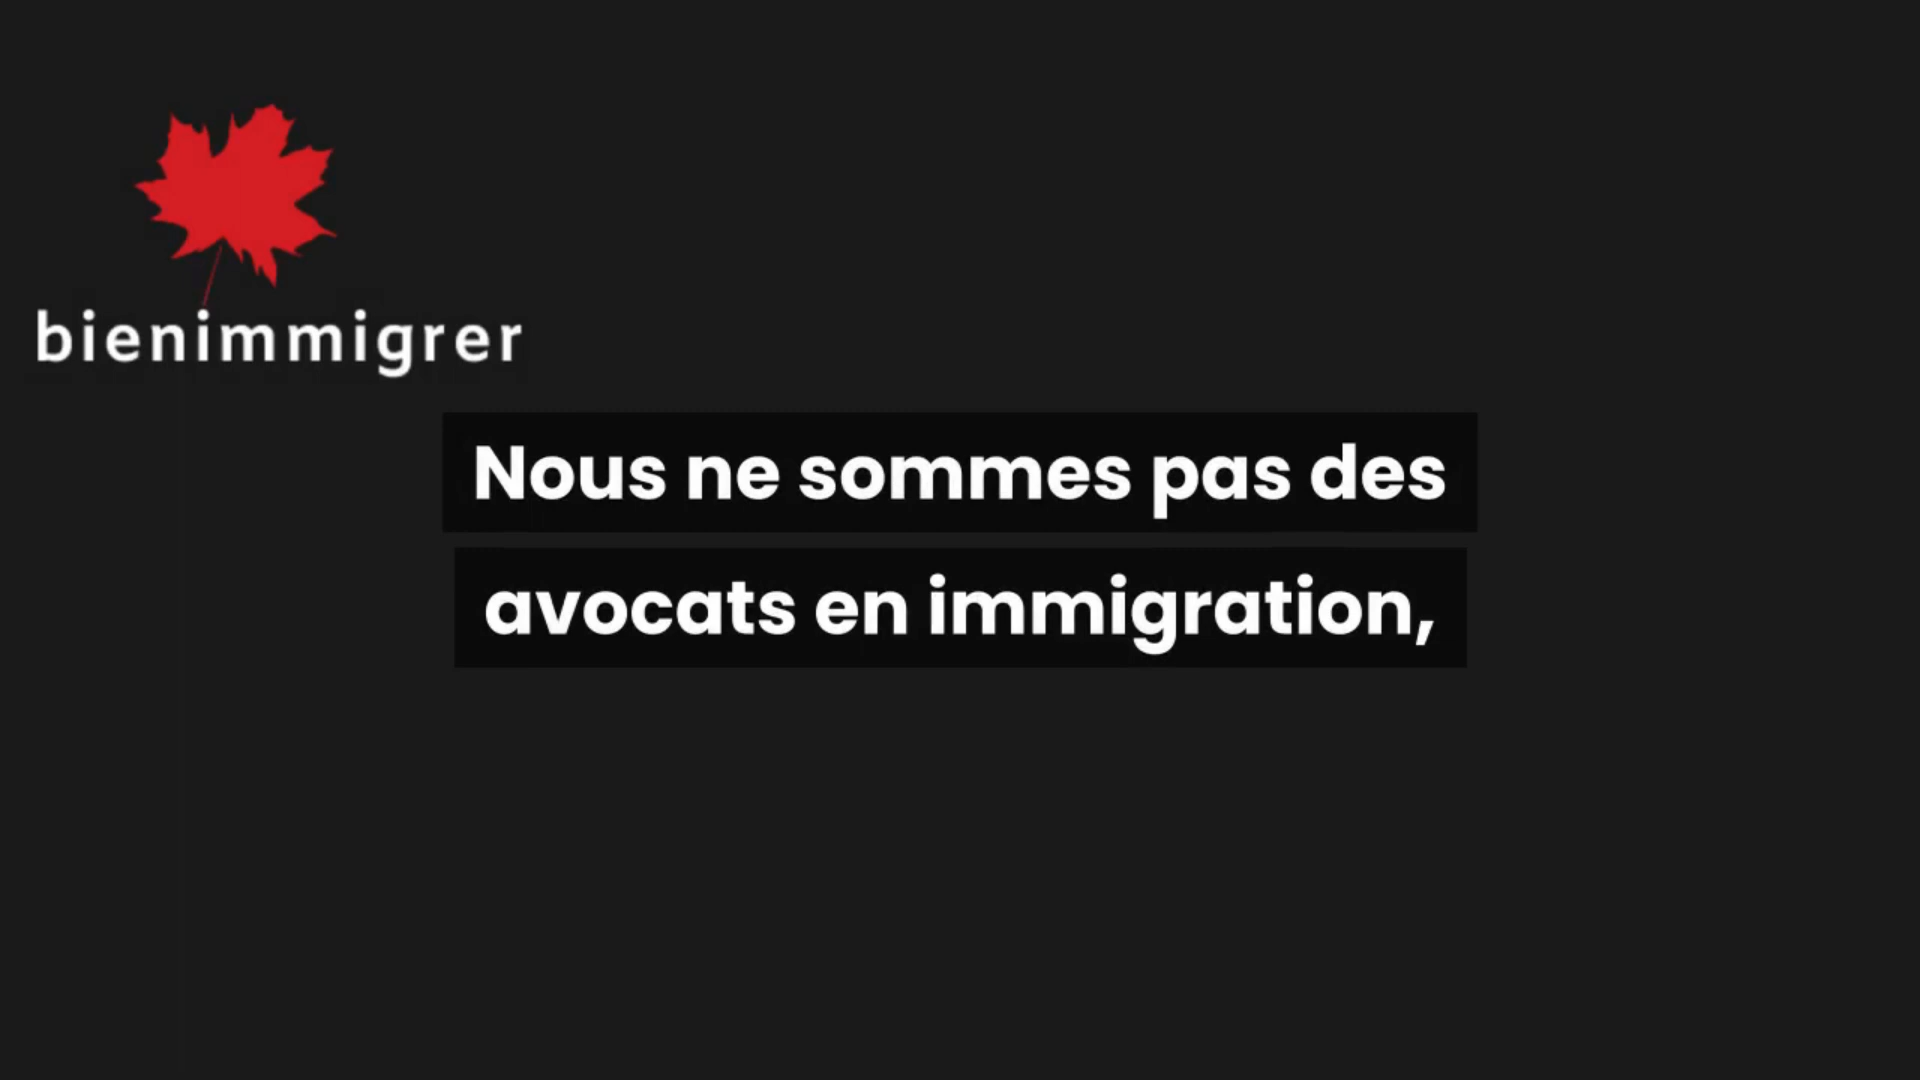 bienimmigrer
Nous ne sommes pas des
avocats en immigration,